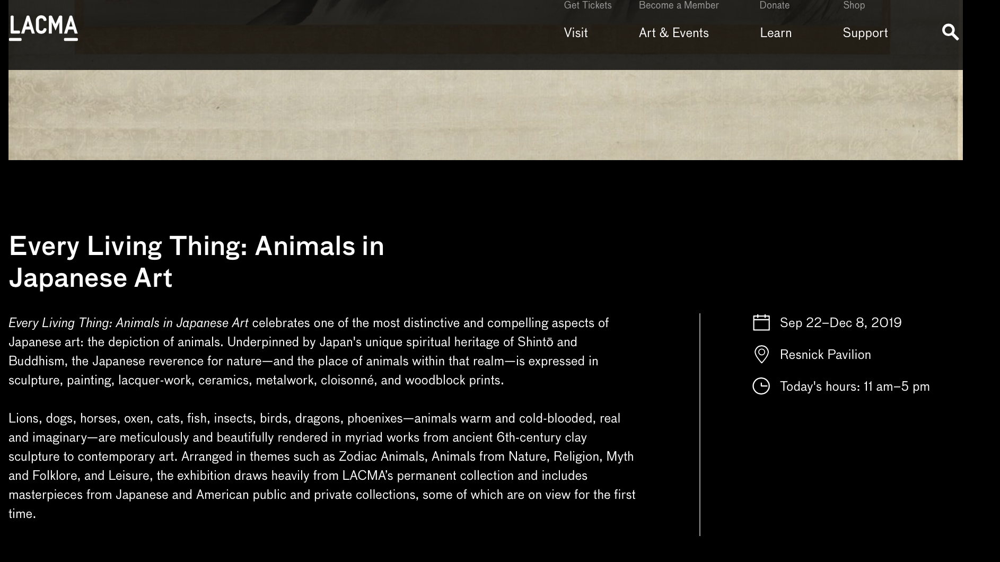 LACMA
Get Tickets Become a Member Donate Shop
Visit Art & Events Learn Support
Every Living Thing: Animals in
Japanese Art
Every Living Thing: Animals in Japanese Art celebrates one of the most distinctive and compelling aspects of
Japanese art: the depiction of animals. Underpinned by Japan's unique spiritual heritage of Shintō and
Buddhism, the Japanese reverence for nature—and the place of animals within that realm—is expressed in
sculpture, painting, lacquer-work, ceramics, metalwork, cloisonné, and woodblock prints.
Lions, dogs, horses, oxen, cats, fish, insects, birds, dragons, phoenixes—animals warm and cold-blooded, real
and imaginary—are meticulously and beautifully rendered in myriad works from ancient 6th-century clay
sculpture to contemporary art. Arranged in themes such as Zodiac Animals, Animals from Nature, Religion, Myth
and Folklore, and Leisure, the exhibition draws heavily from LACMA’s permanent collection and includes
masterpieces from Japanese and American public and private collections, some of which are on view for the first
time.
Sep 22–Dec 8, 2019
Resnick Pavilion
Today's hours: 11 am–5 pm